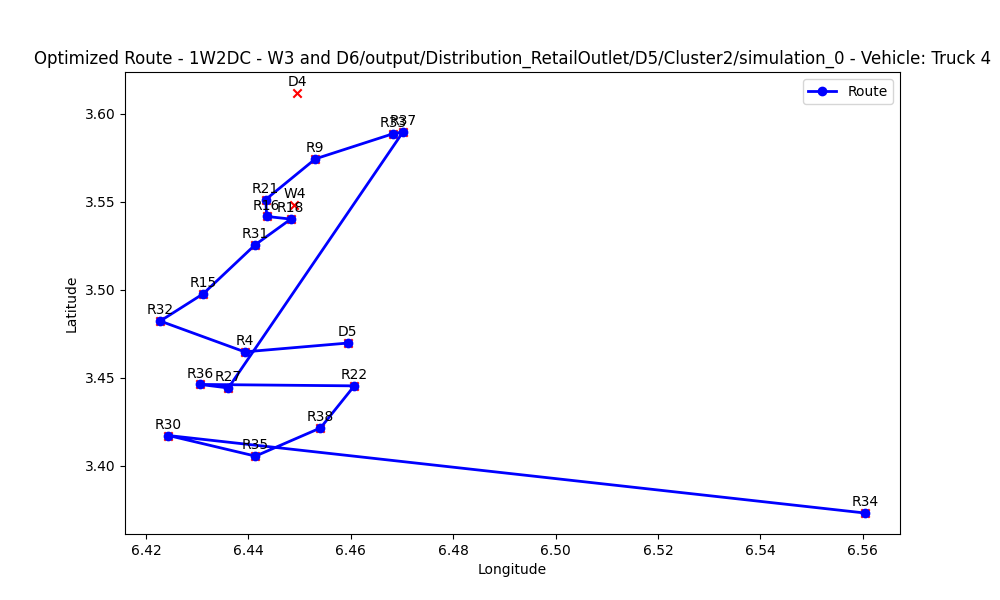 Optimized Route - 1W2DC - W3 and D6/output/Distribution_RetailOutlet/D5/Cluster2/simulation_0 - Vehicle: Truck 4
D4
Route
3.60
R33
R37
R9
R21
W4
3.55
R16
R18
R31
R15
3.50
R32
D5
R4
Latitude
R36
R27
R22
3.45
R38
R30
R35
3.40
R34
6.42
6.44
6.46
6.48
6.50
6.52
6.54
6.56
Longitude